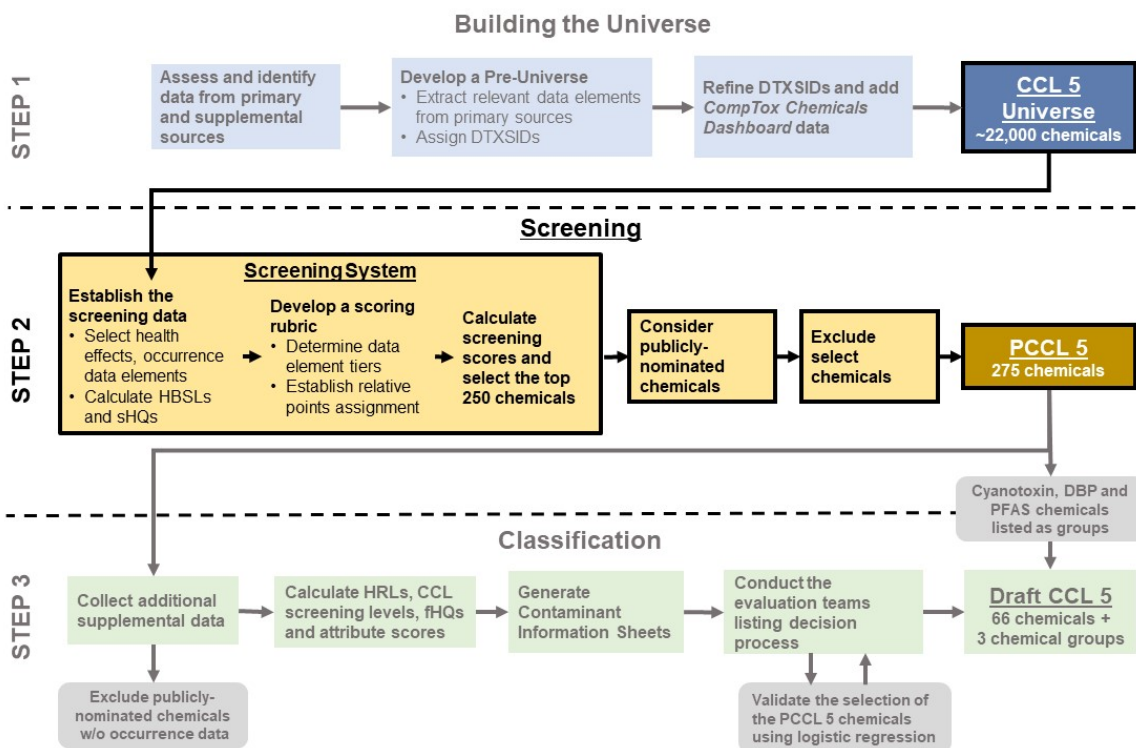 Building the Universe
STEP 1
Assess and identify
data from primary
and supplemental
sources
Develop a Pre-Universe
• Extract relevant data elements
from primary sources
• Assign DTXSIDs
Refine DTXSIDs and add
CompTox Chemicals
Dashboard data
CCL 5
Universe
~22,000 chemicals
Screening
STEP 2
Screening System
Establish the
screening data
• Select health
effects, occurrence
data elements
• Calculate HBSLs
and sHQs
Develop a scoring
rubric
• Determine data
element tiers
• Establish relative
points assignment
Calculate
screening
scores and
select the top
250 chemicals
Consider
publicly-
nominated
chemicals
Exclude
select
chemicals
PCCL 5
275 chemicals
Cyanotoxin, DBP and
PFAS chemicals
listed as groups
Classification
STEP 3
Collect additional
supplemental data
Calculate HRLs, CCL
screening levels, fHQs
and attribute scores
Generate
Contaminant
Information Sheets
Conduct the
evaluation teams
listing decision
process
Draft CCL 5
66 chemicals +
3 chemical groups
Exclude publicly-
nominated chemicals
w/o occurrence data
Validate the selection of
the PCCL 5 chemicals
using logistic regression